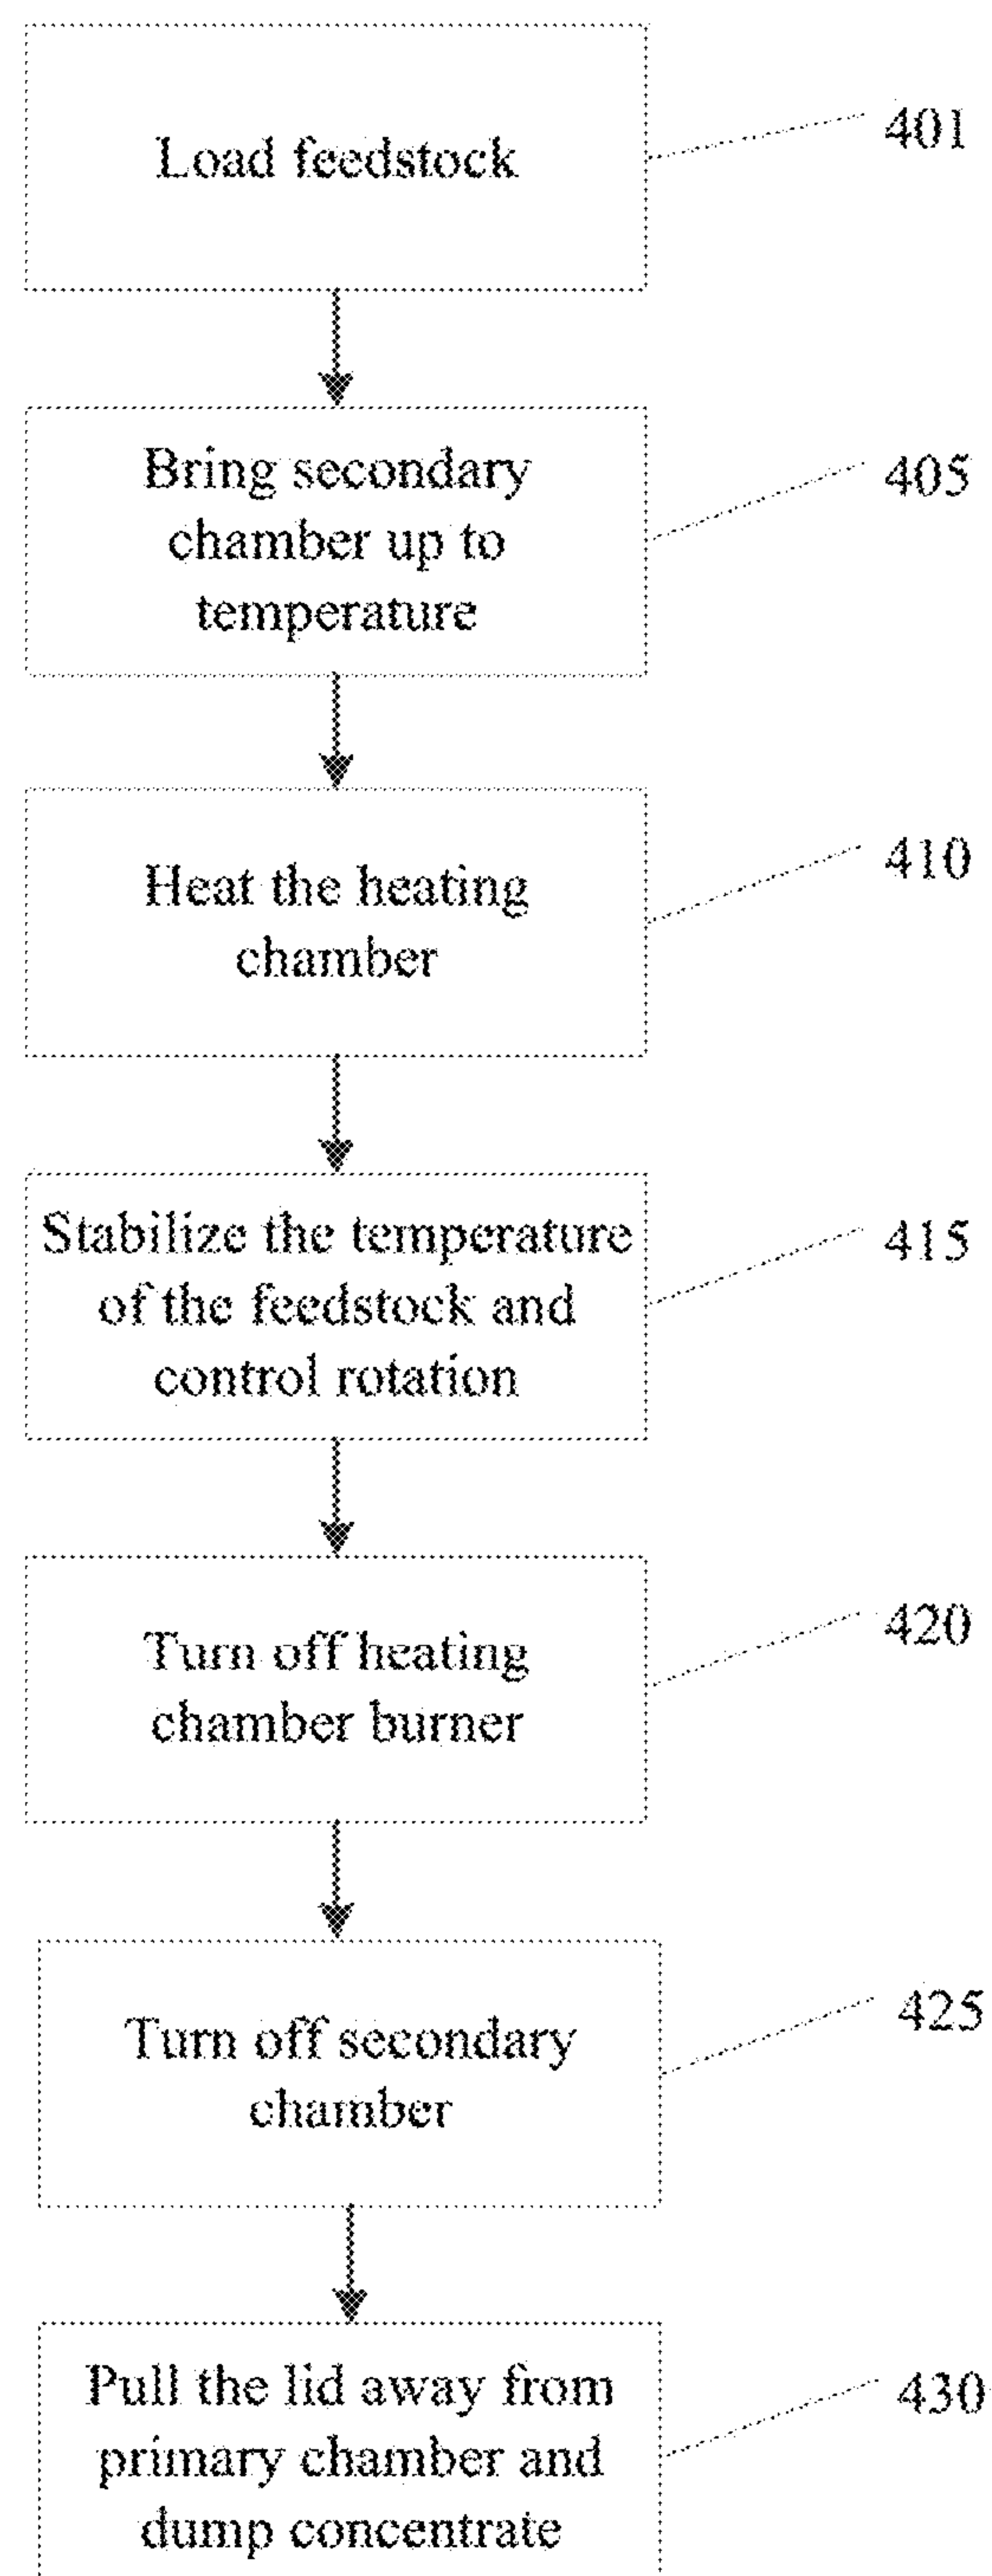 Load feedstock
401
Bring secondary
chamber up to
temperature
405
Heat the heating
chamber
410
Stabilize the temperature
of the feedstock and
control rotation
415
Turn off heating
chamber burner
420
Turn off secondary
chamber
425
Pull the lid away from
primary chamber and
dump concentrate
430